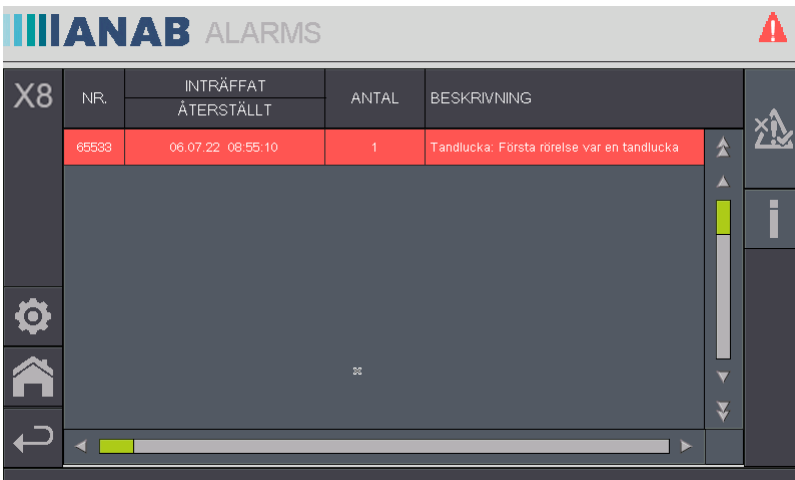 ANAB ALARMS
X8
NR.
INTRÄFFAT
ÅTERSTÄLLT
ANTAL
BESKRIVNING
65533
06.07.22 08:55:10
1
Tandlucka: Första rörelse var en tandlucka